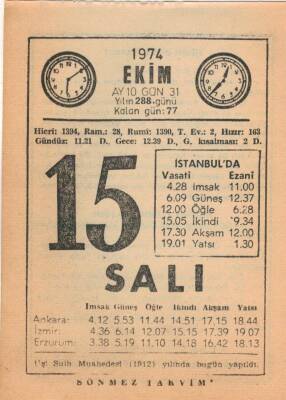 1974
EKİM
AY 10 GÜN 31
Yılın 288. günü
Kalan gün: 77
Hicri: 1394, Ram.: 28, Rumi: 1390, T. Ev.: 2, Hızır: 163
Gündüz: 11.21 D. Gece: 12.39 D., G. kısalması: 2 D.
15
İSTANBUL'DA
Vasati Ezani
4.28 imsak 11.00
6.09 Güneş 12.37
12.00 Öğle 6.28
15.05 İkindi 9.34
17.30 Akşam 12.00
19.01 Yatsı 1.30
SALI
İmsak Güneş Öğle İkindi Akşam Yatsı
Ankara: 4.12 5.53 11.44 14.51 17.15 18.44
İzmir: 4.36 6.14 12.07 15.15 17.39 19.07
Erzurum: 3.38 5.19 11.10 14.18 16.42 18.13
Uşi Sulh Muahedesi (1912) yılında bugün yapıldı.
SÖNMEZ TAKVİM